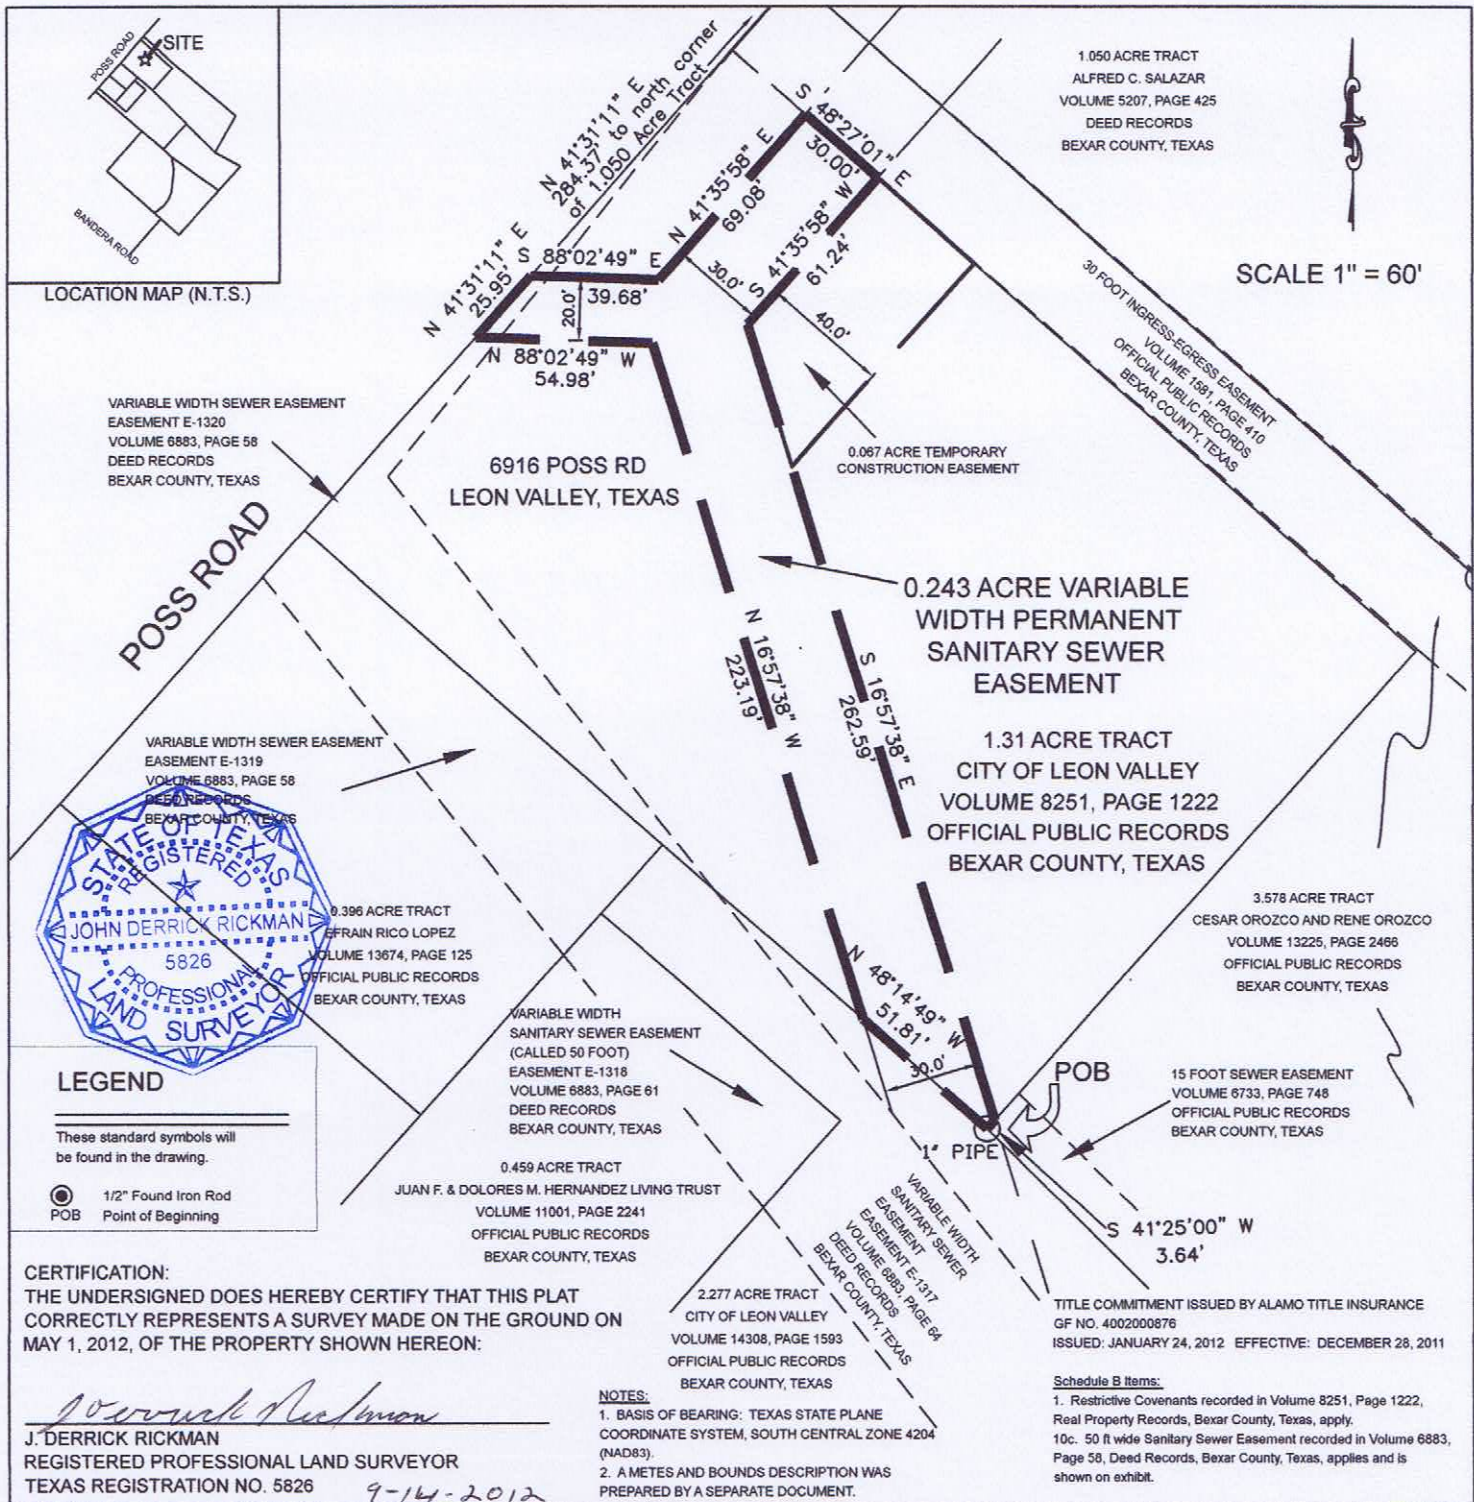 POSS ROAD
SITE
BANDERA ROAD
LOCATION MAP (N.T.S.)
N 41°31'11" E
284.37' to north corner
of 1.050 Acre Tract
1.050 ACRE TRACT
ALFRED C. SALAZAR
VOLUME 5207, PAGE 425
DEED RECORDS
BEXAR COUNTY, TEXAS
SCALE 1" = 60'
S 48°27'01" E
30.00'
N 41°35'58" E
69.08'
S 41°35'58" W
61.24'
30.0'
40.0'
N 41°31'11" E
25.95'
S 88°02'49" E
39.68'
20.0'
N 88°02'49" W
54.98'
30 FOOT INGRESS-EGRESS EASEMENT
VOLUME 1581, PAGE 410
OFFICIAL PUBLIC RECORDS
BEXAR COUNTY, TEXAS
VARIABLE WIDTH SEWER EASEMENT
EASEMENT E-1320
VOLUME 6883, PAGE 58
DEED RECORDS
BEXAR COUNTY, TEXAS
6916 POSS RD
LEON VALLEY, TEXAS
0.067 ACRE TEMPORARY
CONSTRUCTION EASEMENT
POSS ROAD
0.243 ACRE VARIABLE
WIDTH PERMANENT
SANITARY SEWER
EASEMENT
N 16°57'38" W
223.19'
S 16°57'38" E
262.59'
1.31 ACRE TRACT
CITY OF LEON VALLEY
VOLUME 8251, PAGE 1222
OFFICIAL PUBLIC RECORDS
BEXAR COUNTY, TEXAS
VARIABLE WIDTH SEWER EASEMENT
EASEMENT E-1319
VOLUME 6883, PAGE 58
DEED RECORDS
BEXAR COUNTY, TEXAS
STATE OF TEXAS
REGISTERED
JOHN DERRICK RICKMAN
5826
PROFESSIONAL
LAND SURVEYOR
0.396 ACRE TRACT
EFRAIN RICO LOPEZ
VOLUME 13674, PAGE 125
OFFICIAL PUBLIC RECORDS
BEXAR COUNTY, TEXAS
3.578 ACRE TRACT
CESAR OROZCO AND RENE OROZCO
VOLUME 13225, PAGE 2466
OFFICIAL PUBLIC RECORDS
BEXAR COUNTY, TEXAS
N 48°14'49" W
51.81'
30.0'
VARIABLE WIDTH
SANITARY SEWER EASEMENT
(CALLED 50 FOOT)
EASEMENT E-1318
VOLUME 6883, PAGE 61
DEED RECORDS
BEXAR COUNTY, TEXAS
POB
1" PIPE
15 FOOT SEWER EASEMENT
VOLUME 6733, PAGE 748
OFFICIAL PUBLIC RECORDS
BEXAR COUNTY, TEXAS
LEGEND
These standard symbols will
be found in the drawing.
1/2" Found Iron Rod
POB Point of Beginning
0.459 ACRE TRACT
JUAN F. & DOLORES M. HERNANDEZ LIVING TRUST
VOLUME 11001, PAGE 2241
OFFICIAL PUBLIC RECORDS
BEXAR COUNTY, TEXAS
VARIABLE WIDTH
SANITARY SEWER
EASEMENT
EASEMENT E-1317
VOLUME 6883, PAGE 64
DEED RECORDS
BEXAR COUNTY, TEXAS
S 41°25'00" W
3.64'
CERTIFICATION:
THE UNDERSIGNED DOES HEREBY CERTIFY THAT THIS PLAT
CORRECTLY REPRESENTS A SURVEY MADE ON THE GROUND ON
MAY 1, 2012, OF THE PROPERTY SHOWN HEREON:
J. DERRICK RICKMAN
REGISTERED PROFESSIONAL LAND SURVEYOR
TEXAS REGISTRATION NO. 5826 9-14-2012
2.277 ACRE TRACT
CITY OF LEON VALLEY
VOLUME 14308, PAGE 1593
OFFICIAL PUBLIC RECORDS
BEXAR COUNTY, TEXAS
NOTES:
1. BASIS OF BEARING: TEXAS STATE PLANE
COORDINATE SYSTEM, SOUTH CENTRAL ZONE 4204
(NAD83).
2. A METES AND BOUNDS DESCRIPTION WAS
PREPARED BY A SEPARATE DOCUMENT.
TITLE COMMITMENT ISSUED BY ALAMO TITLE INSURANCE
GF NO. 4002000876
ISSUED: JANUARY 24, 2012 EFFECTIVE: DECEMBER 28, 2011
Schedule B Items:
1. Restrictive Covenants recorded in Volume 8251, Page 1222,
Real Property Records, Bexar County, Texas, apply.
10c. 50 ft wide Sanitary Sewer Easement recorded in Volume 6883,
Page 58, Deed Records, Bexar County, Texas, applies and is
shown on exhibit.